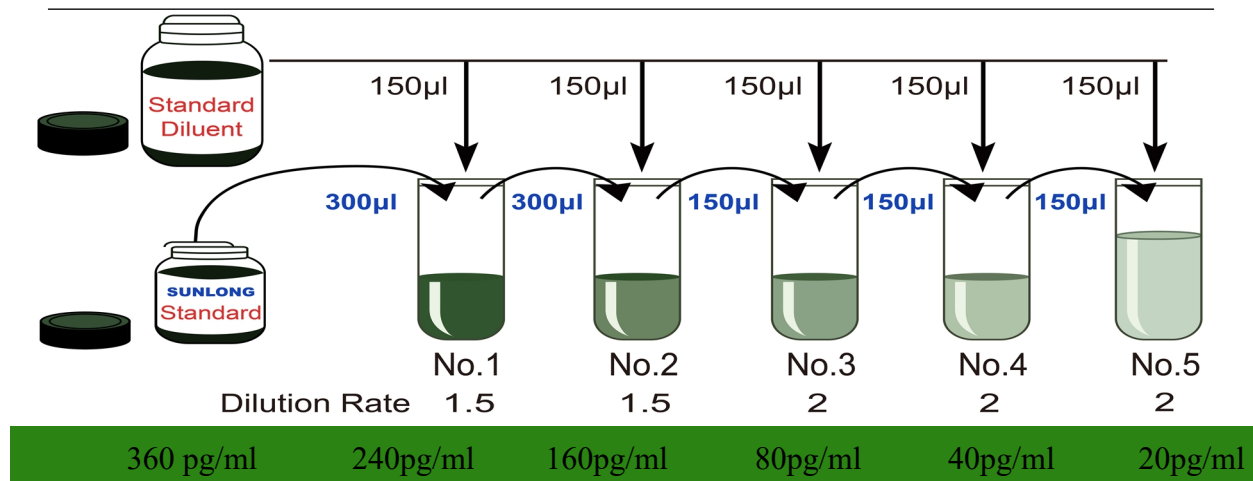 150µl 150µl 150µl 150µl 150µl
Standard
Diluent
300µl 300µl 150µl 150µl 150µl
SUNLONG
Standard
No.1 No.2 No.3 No.4 No.5
Dilution Rate 1.5 1.5 2 2 2
360 pg/ml 240pg/ml 160pg/ml 80pg/ml 40pg/ml 20pg/ml